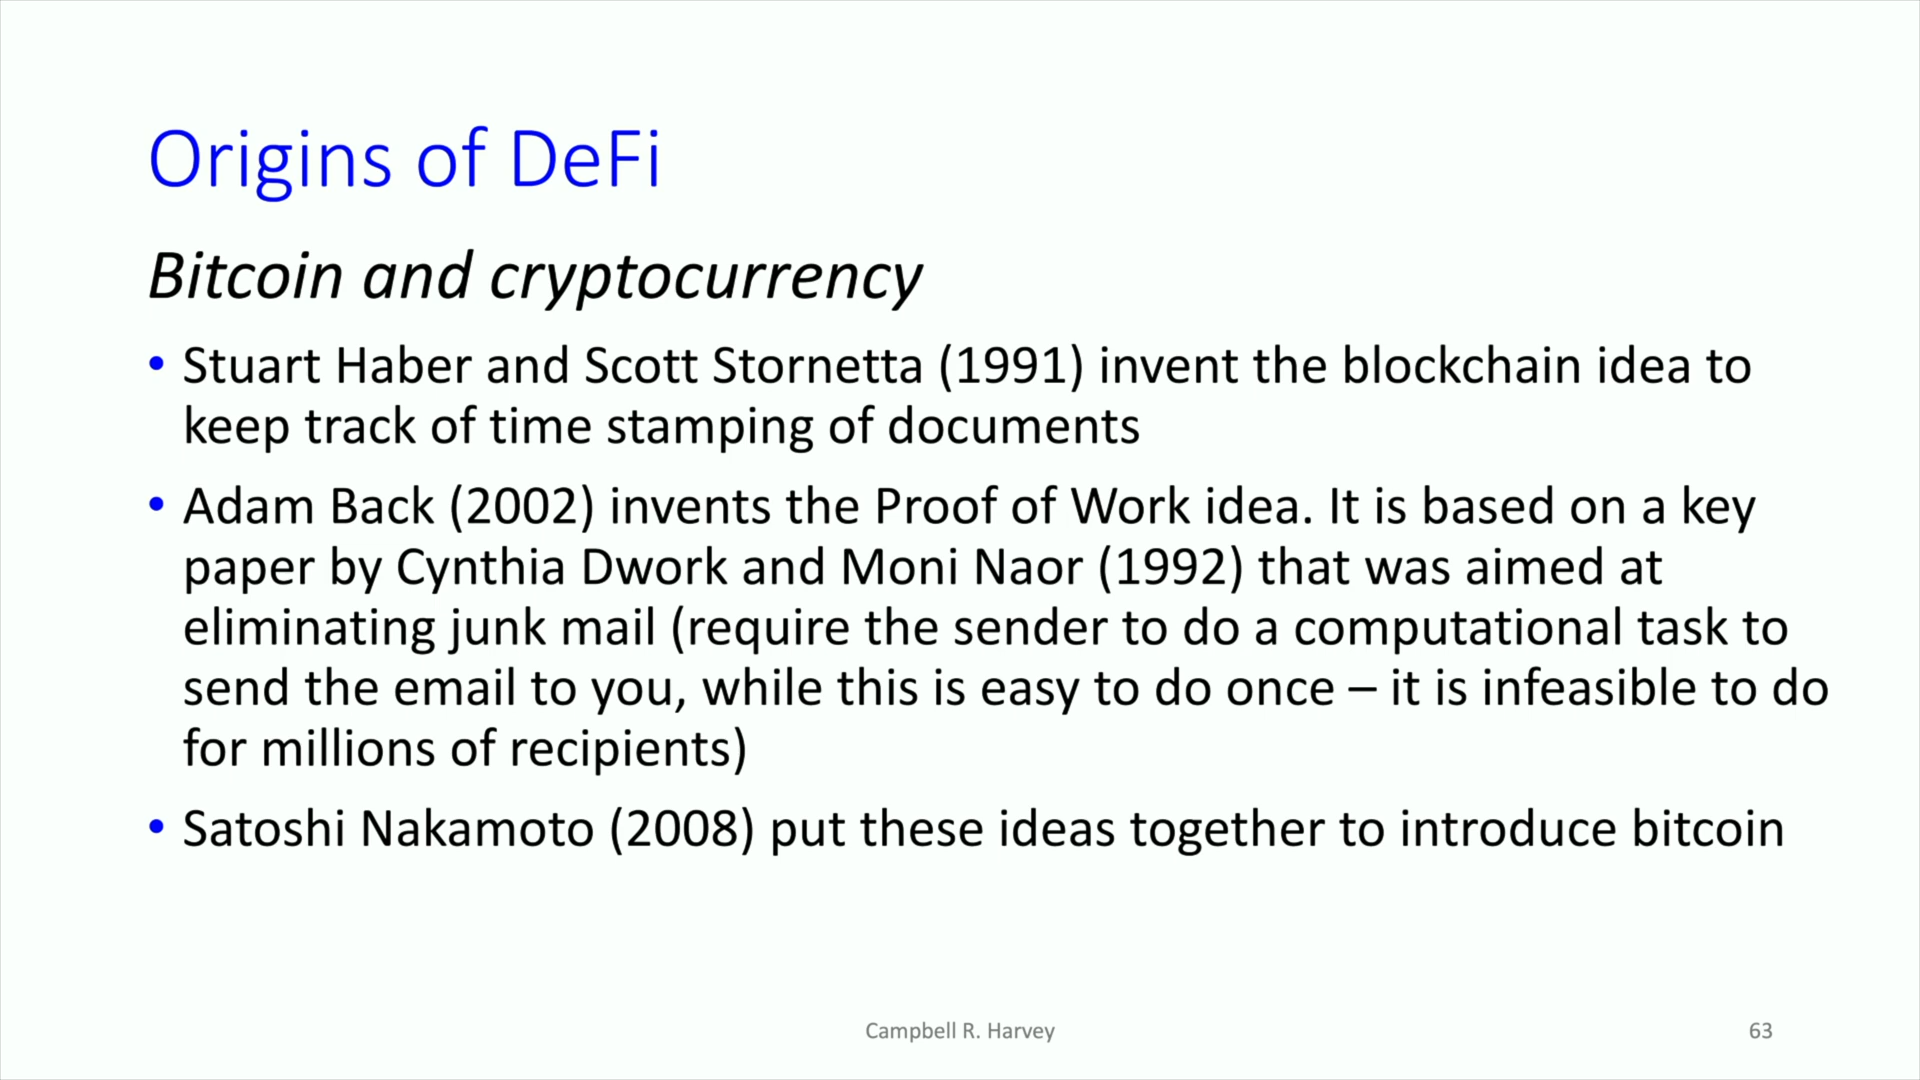 Origins of DeFi
Bitcoin and cryptocurrency
• Stuart Haber and Scott Stornetta (1991) invent the blockchain idea to
keep track of time stamping of documents
• Adam Back (2002) invents the Proof of Work idea. It is based on a key
paper by Cynthia Dwork and Moni Naor (1992) that was aimed at
eliminating junk mail (require the sender to do a computational task to
send the email to you, while this is easy to do once – it is infeasible to do
for millions of recipients)
• Satoshi Nakamoto (2008) put these ideas together to introduce bitcoin
Campbell R. Harvey
63